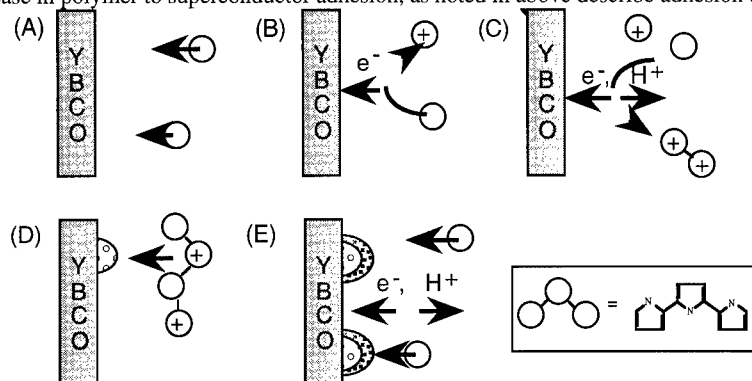 ase in polymer to superconductor adhesion, as noted in above describe adhesion
(A)
Y
B
C
O
(B)
Y
B
C
O
e-
+
(C)
Y
B
C
O
e-, H+
+
+
+
(D)
Y
B
C
O
+
+
(E)
Y
B
C
O
e-, H+
=
N
N
N